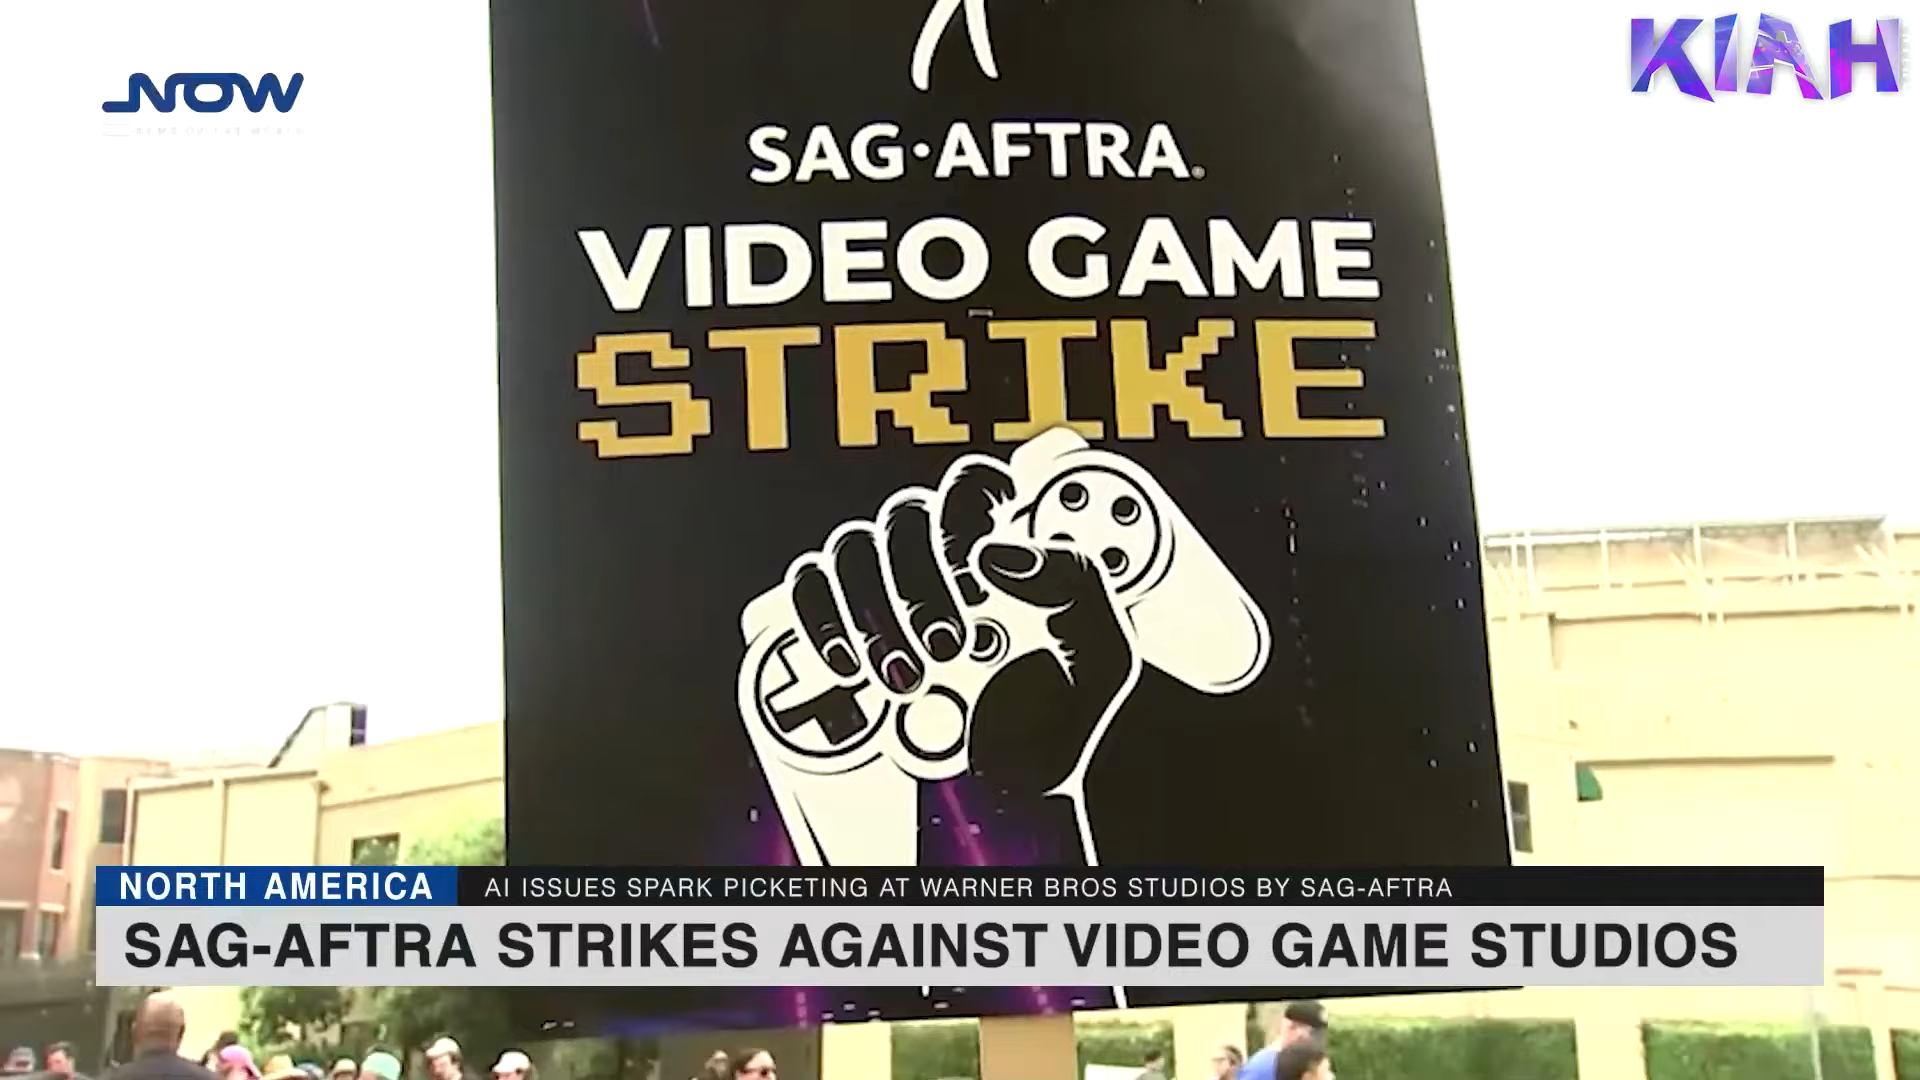 NOW
KIAH
SAG·AFTRA®
VIDEO GAME
STRIKE
NORTH AMERICA
AI ISSUES SPARK PICKETING AT WARNER BROS STUDIOS BY SAG-AFTRA
SAG-AFTRA STRIKES AGAINST VIDEO GAME STUDIOS